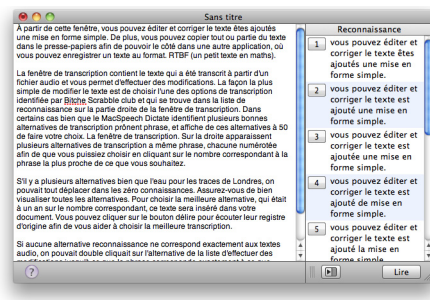 Sans titre
A partir de cette fenêtre, vous pouvez éditer et corriger le texte êtes ajoutés
une mise en forme simple. De plus, vous pouvez copier tout ou partie du texte
dans le presse-papiers afin de pouvoir le côté dans une autre application, où
vous pouvez enregistrer un texte au format. RTBF (un petit texte en maths).
La fenêtre de transcription contient le texte qui a été transcrit à partir d'un
fichier audio et vous permet d'effectuer des modifications. La façon la plus
simple de modifier le texte est de choisir l'une des options de transcription
identifiée par Bitche Scrabble club et qui se trouve dans la liste de
reconnaissance sur la partie droite de la fenêtre de transcription. Dans
certains cas bien que le MacSpeech Dictate identifient plusieurs bonnes
alternatives de transcription prônent phrase, et affiche de ces alternatives à 50
de faire votre choix. La fenêtre de transcription. Sur la droite apparaissent
plusieurs alternatives de transcription a même phrase, chacune numérotée
afin de que vous puissiez choisir en cliquant sur le nombre correspondant à la
phrase la plus proche de ce que vous souhaitez.
S'il y a plusieurs alternatives bien que l'eau pour les traces de Londres, on
pouvait tout déplacer dans les zéro connaissances. Assurez-vous de bien
visualiser toutes les alternatives. Pour choisir la meilleure alternative, qui était
à un an sur le nombre correspondant, ce texte sera inséré dans votre
document. Vous pouvez cliquer sur le bouton délire pour écouter leur registre
d'origine afin de vous aider à choisir la meilleure transcription.
Si aucune alternative reconnaissance ne correspond exactement aux textes
audio, on pouvait double cliquait sur l'alternative de la liste d'effectuer des
Reconnaissance
1 vous pouvez éditer et
corriger le texte êtes
ajoutés une mise en
forme simple.
2 vous pouvez éditer et
corriger le texte est
ajouté une mise en
forme simple.
3 vous pouvez éditer et
corriger le texte est
ajoutée une mise en
forme simple.
4 vous pouvez éditer et
corriger le texte est
ajouté de mise en
forme simple.
5 vous pouvez éditer et
corriger le texte est
ajouté la mise en
forme simple.
?
Lire